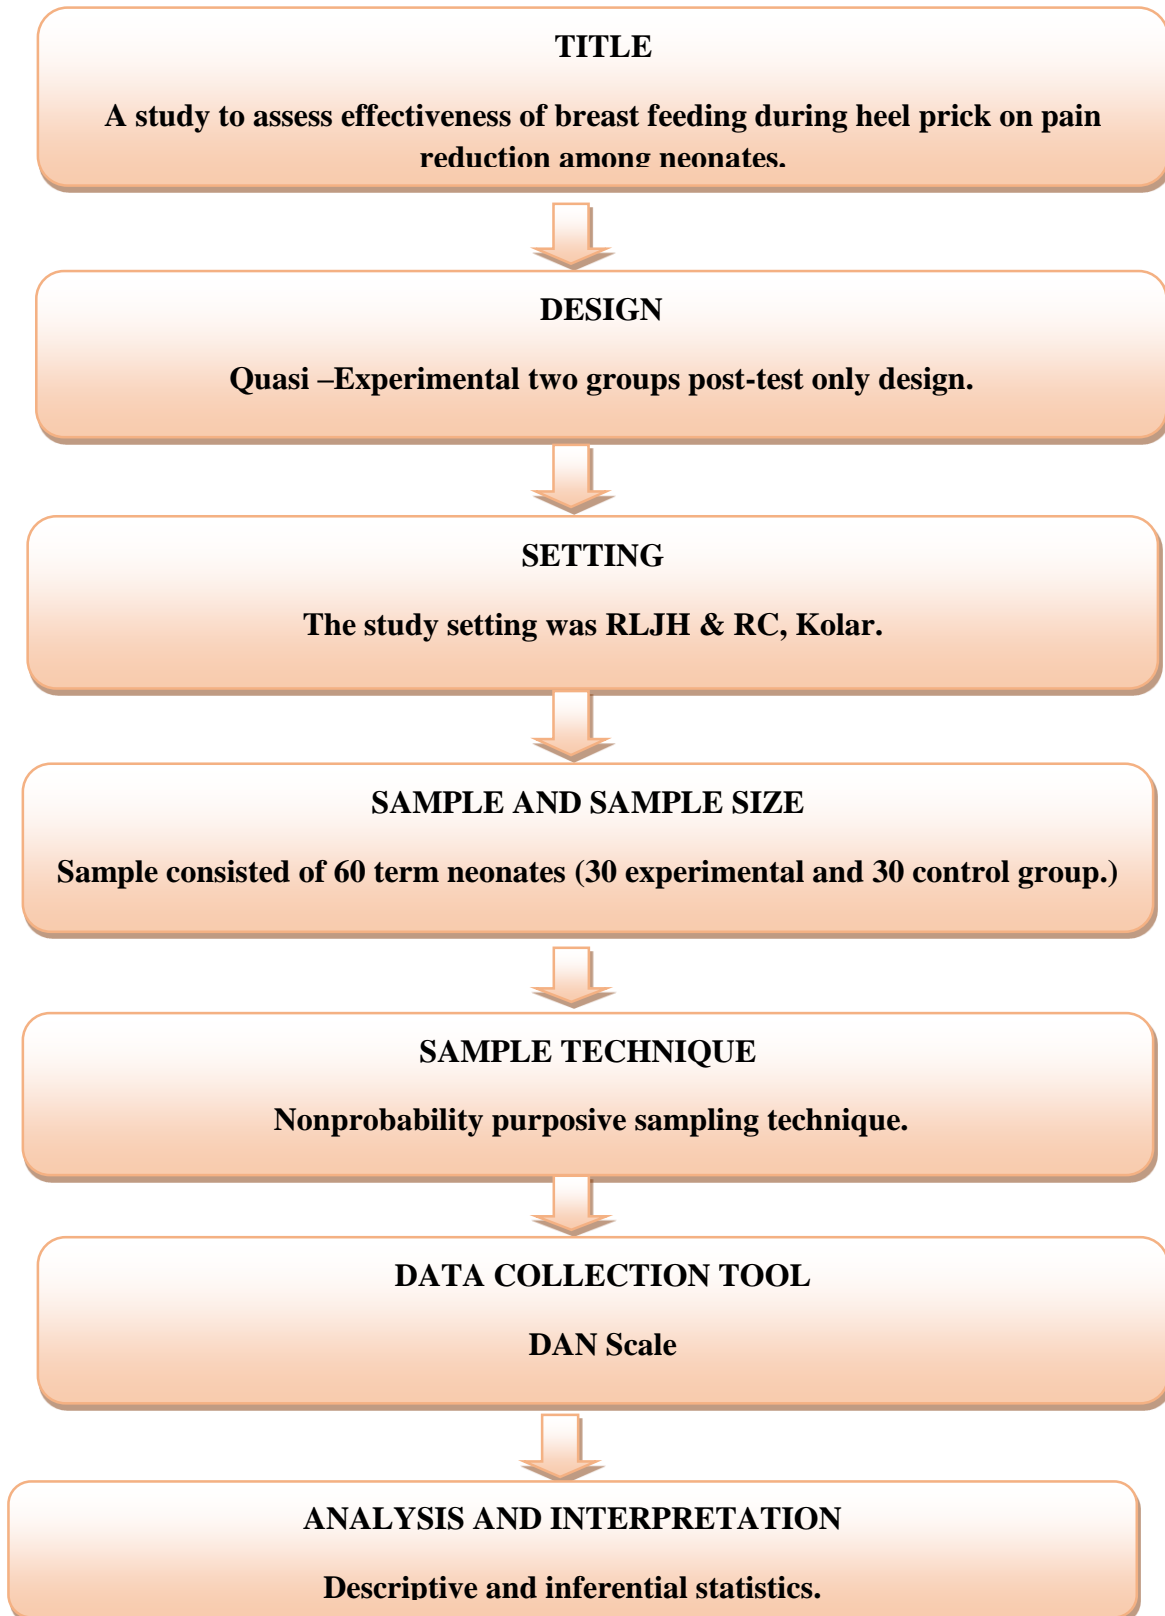 TITLE
A study to assess effectiveness of breast feeding during heel prick on pain
reduction among neonates.
DESIGN
Quasi –Experimental two groups post-test only design.
SETTING
The study setting was RLJH & RC, Kolar.
SAMPLE AND SAMPLE SIZE
Sample consisted of 60 term neonates (30 experimental and 30 control group.)
SAMPLE TECHNIQUE
Nonprobability purposive sampling technique.
DATA COLLECTION TOOL
DAN Scale
ANALYSIS AND INTERPRETATION
Descriptive and inferential statistics.